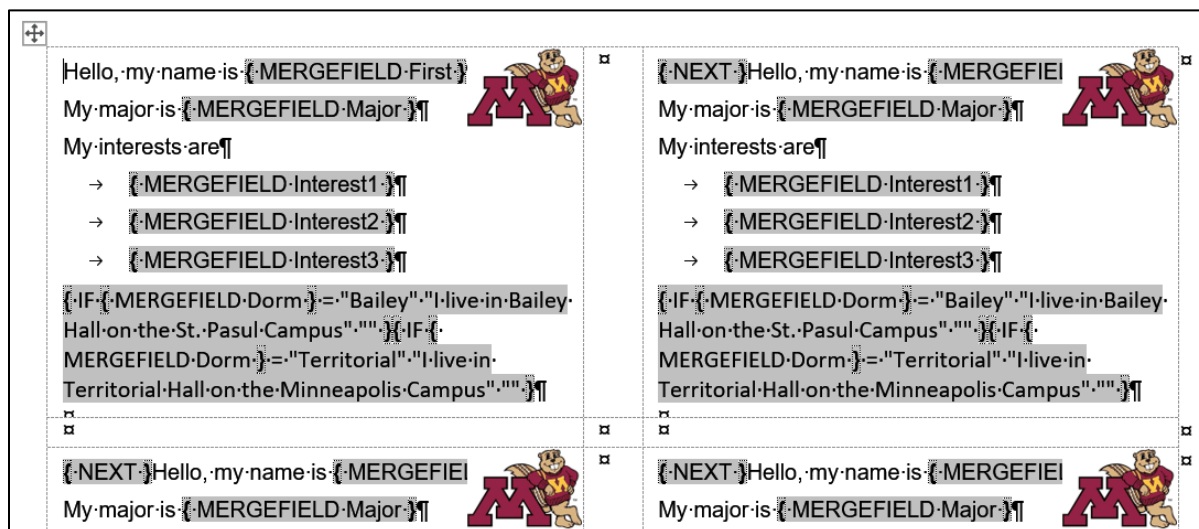 Hello, my name is { MERGEFIELD First }
My major is { MERGEFIELD Major }¶
My interests are¶
→ { MERGEFIELD Interest1 }¶
→ { MERGEFIELD Interest2 }¶
→ { MERGEFIELD Interest3 }¶
{ IF { MERGEFIELD Dorm } = "Bailey" "I live in Bailey
Hall on the St. Pasul Campus" "" }{ IF {
MERGEFIELD Dorm } = "Territorial" "I live in
Territorial Hall on the Minneapolis Campus" "" }¶
{ NEXT }Hello, my name is { MERGEFIEL
My major is { MERGEFIELD Major }¶
My interests are¶
→ { MERGEFIELD Interest1 }¶
→ { MERGEFIELD Interest2 }¶
→ { MERGEFIELD Interest3 }¶
{ IF { MERGEFIELD Dorm } = "Bailey" "I live in Bailey
Hall on the St. Pasul Campus" "" }{ IF {
MERGEFIELD Dorm } = "Territorial" "I live in
Territorial Hall on the Minneapolis Campus" "" }¶
{ NEXT }Hello, my name is { MERGEFIEL
My major is { MERGEFIELD Major }¶
{ NEXT }Hello, my name is { MERGEFIEL
My major is { MERGEFIELD Major }¶